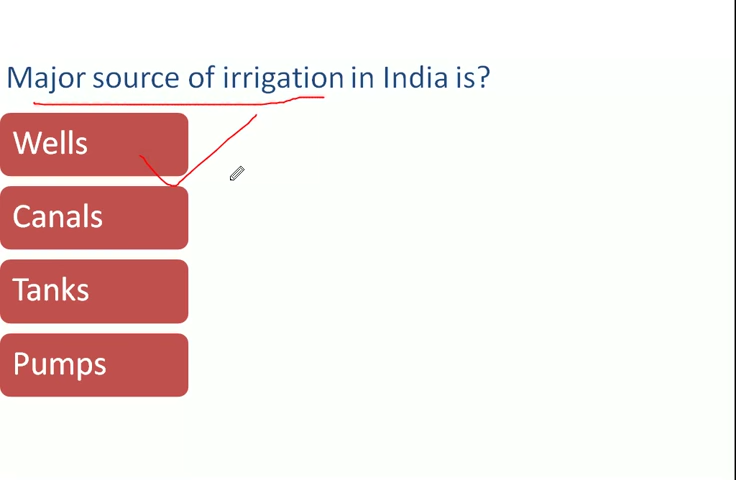 Major source of irrigation in India is?
Wells
Canals
Tanks
Pumps